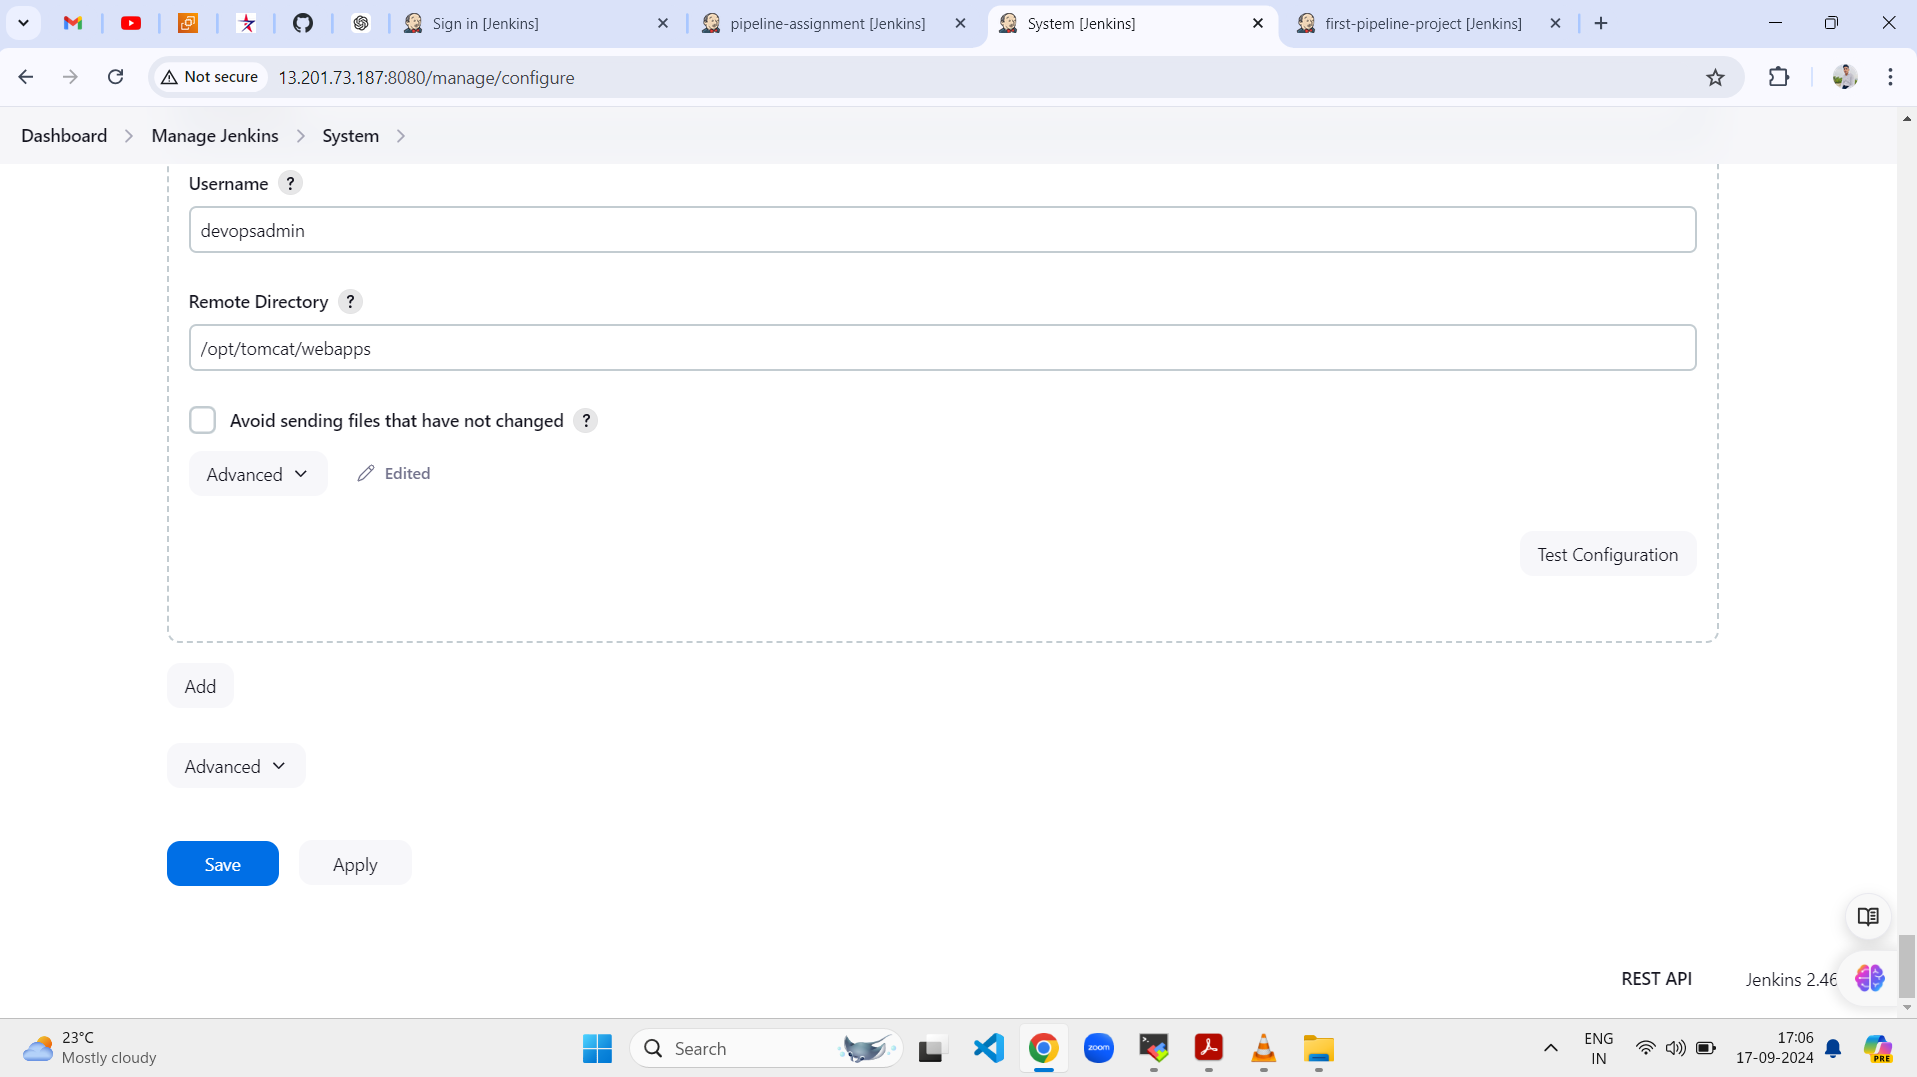 Sign in [Jenkins]
pipeline-assignment [Jenkins]
System [Jenkins]
first-pipeline-project [Jenkins]
Not secure
13.201.73.187:8080/manage/configure
Dashboard
Manage Jenkins
System
Username ?
devopsadmin
Remote Directory ?
/opt/tomcat/webapps
Avoid sending files that have not changed ?
Advanced
Edited
Test Configuration
Add
Advanced
Save
Apply
REST API
Jenkins 2.46
23°C
Mostly cloudy
Search
zoom
PRE
ENG
IN
17:06
17-09-2024